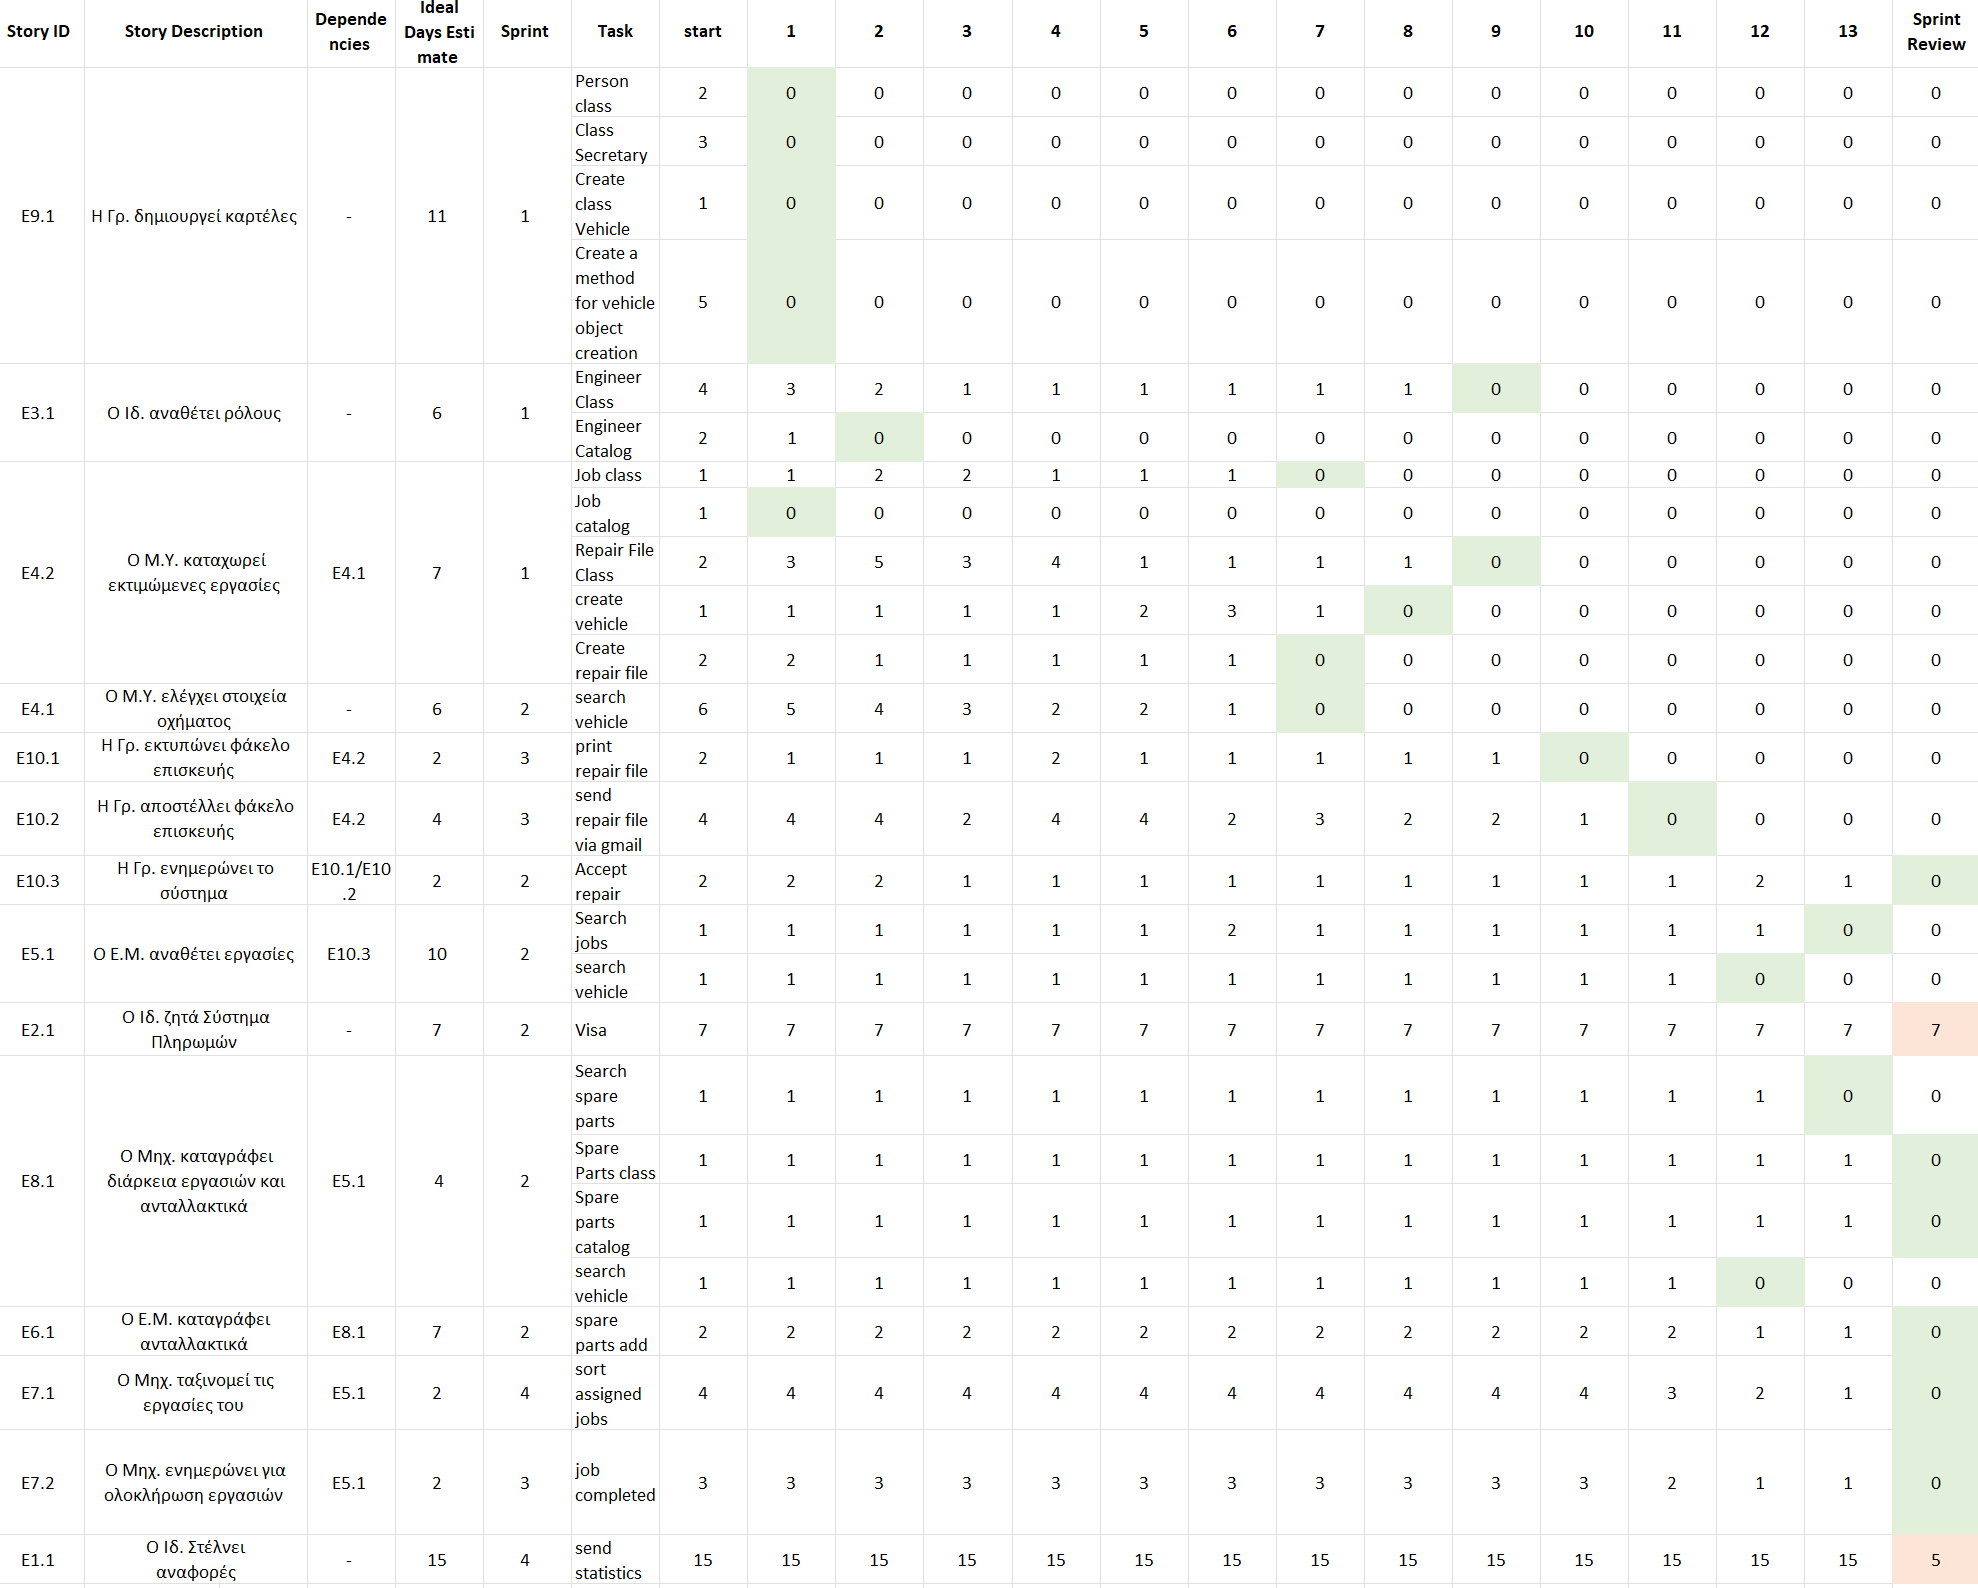 Story ID Story Description Dependencies Ideal Days Estimate Sprint Task start 1 2 3 4 5 6 7 8 9 10 11 12 13 Sprint Review
E9.1 Η Γρ. δημιουργεί καρτέλες - 11 1 Person class 2 0 0 0 0 0 0 0 0 0 0 0 0 0 0
Class Secretary 3 0 0 0 0 0 0 0 0 0 0 0 0 0 0
Create class Vehicle 1 0 0 0 0 0 0 0 0 0 0 0 0 0 0
Create a method for vehicle object creation 5 0 0 0 0 0 0 0 0 0 0 0 0 0 0
E3.1 Ο Ιδ. αναθέτει ρόλους - 6 1 Engineer Class 4 3 2 1 1 1 1 1 1 0 0 0 0 0 0
Engineer Catalog 2 1 0 0 0 0 0 0 0 0 0 0 0 0 0
E4.2 Ο Μ.Υ. καταχωρεί εκτιμώμενες εργασίες E4.1 7 1 Job class 1 1 2 2 1 1 1 0 0 0 0 0 0 0 0
Job catalog 1 0 0 0 0 0 0 0 0 0 0 0 0 0 0
Repair File Class 2 3 5 3 4 1 1 1 1 0 0 0 0 0 0
create vehicle 1 1 1 1 1 2 3 1 0 0 0 0 0 0 0
Create repair file 2 2 1 1 1 1 1 0 0 0 0 0 0 0 0
E4.1 Ο Μ.Υ. ελέγχει στοιχεία οχήματος - 6 2 search vehicle 6 5 4 3 2 2 1 0 0 0 0 0 0 0 0
E10.1 Η Γρ. εκτυπώνει φάκελο επισκευής E4.2 2 3 print repair file 2 1 1 1 2 1 1 1 1 1 0 0 0 0 0
E10.2 Η Γρ. αποστέλλει φάκελο επισκευής E4.2 4 3 send repair file via gmail 4 4 4 2 4 4 2 3 2 2 1 0 0 0 0
E10.3 Η Γρ. ενημερώνει το σύστημα E10.1/E10.2 2 2 Accept repair 2 2 2 1 1 1 1 1 1 1 1 1 2 1 0
E5.1 Ο Ε.Μ. αναθέτει εργασίες E10.3 10 2 Search jobs 1 1 1 1 1 1 2 1 1 1 1 1 1 0 0
search vehicle 1 1 1 1 1 1 1 1 1 1 1 1 0 0 0
E2.1 Ο Ιδ. ζητά Σύστημα Πληρωμών - 7 2 Visa 7 7 7 7 7 7 7 7 7 7 7 7 7 7 7
E8.1 Ο Μηχ. καταγράφει διάρκεια εργασιών και ανταλλακτικά E5.1 4 2 Search spare parts 1 1 1 1 1 1 1 1 1 1 1 1 1 0 0
Spare Parts class 1 1 1 1 1 1 1 1 1 1 1 1 1 1 0
Spare parts catalog 1 1 1 1 1 1 1 1 1 1 1 1 1 1 0
search vehicle 1 1 1 1 1 1 1 1 1 1 1 1 0 0 0
E6.1 Ο Ε.Μ. καταγράφει ανταλλακτικά E8.1 7 2 spare parts add 2 2 2 2 2 2 2 2 2 2 2 2 1 1 0
E7.1 Ο Μηχ. ταξινομεί τις εργασίες του E5.1 2 4 sort assigned jobs 4 4 4 4 4 4 4 4 4 4 4 3 2 1 0
E7.2 Ο Μηχ. ενημερώνει για ολοκλήρωση εργασιών E5.1 2 3 job completed 3 3 3 3 3 3 3 3 3 3 3 2 1 1 0
E1.1 Ο Ιδ. Στέλνει αναφορές - 15 4 send statistics 15 15 15 15 15 15 15 15 15 15 15 15 15 15 5